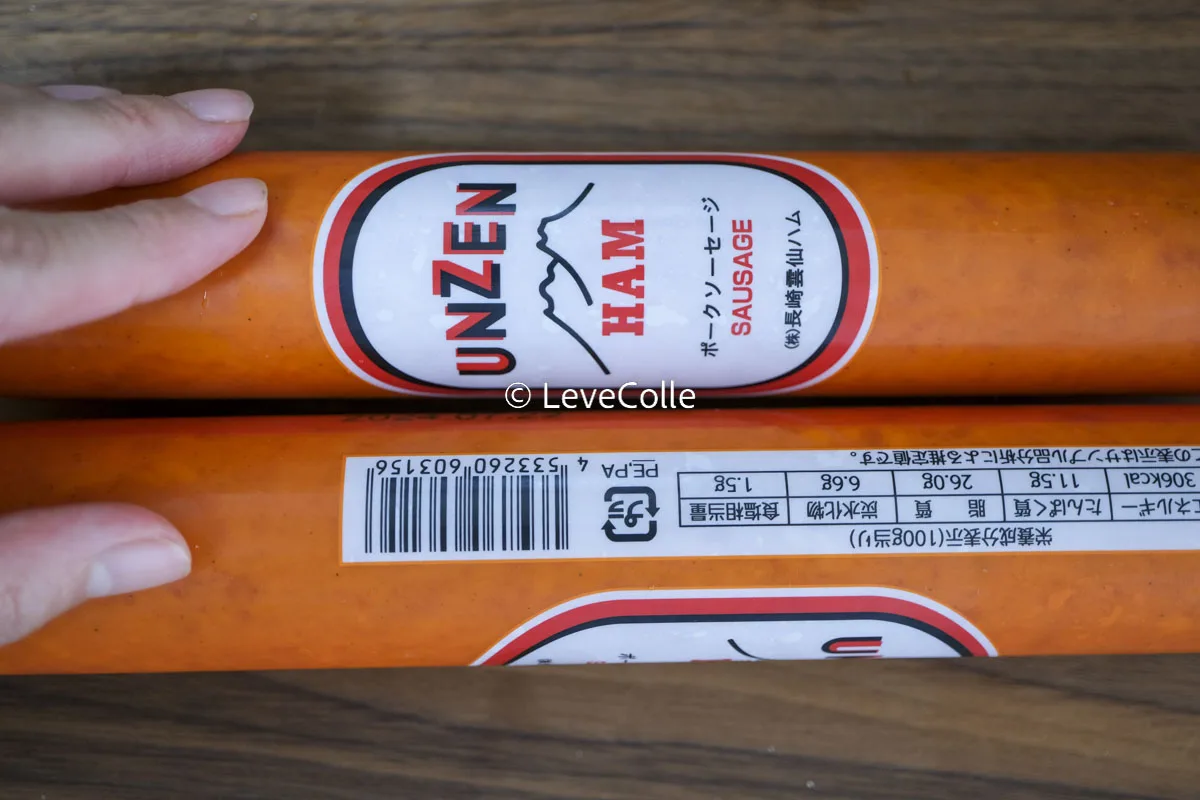 UNZEN
HAM
ポークソーセージ
SAUSAGE
(株)長崎雲仙ハム
© LeveColle
栄養成分表示(100g当り)
エネルギー たんぱく質 脂 質 炭水化物 食塩相当量
306kcal 11.5g 26.0g 6.6g 1.5g
この表示はサンプル品分析による推定値です。
プラ
PE,PA
4 533260 603156
UN